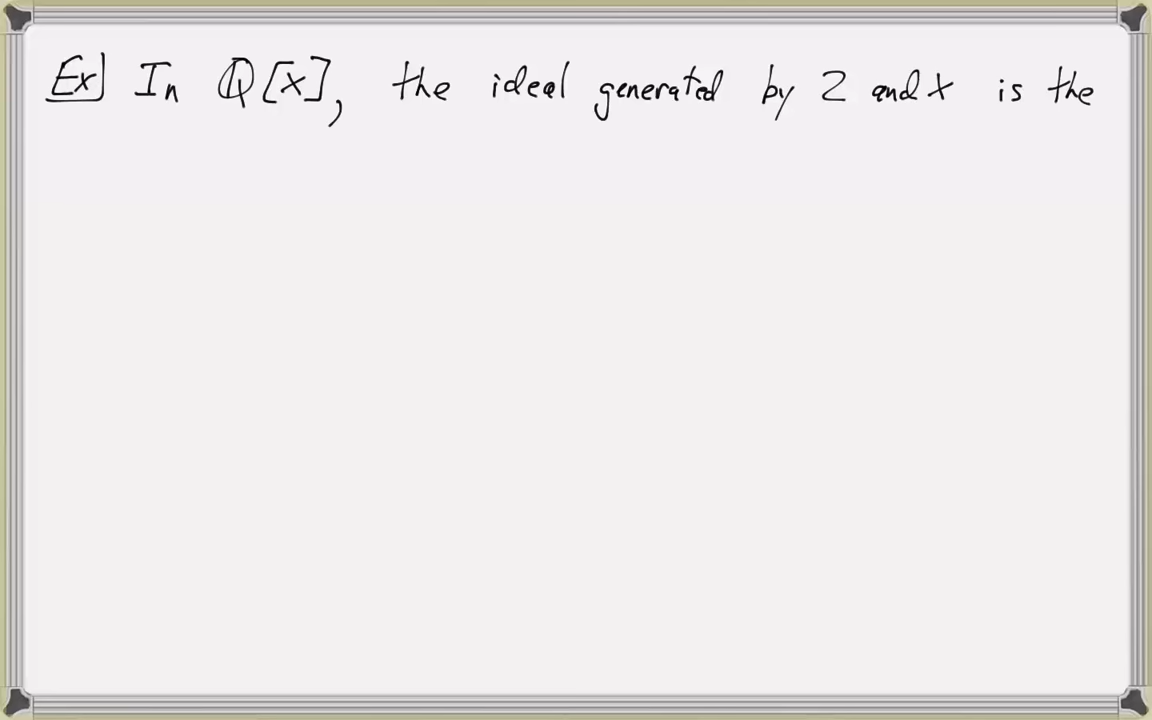 Ex) In ℚ[x], the ideal generated by 2 and x is the